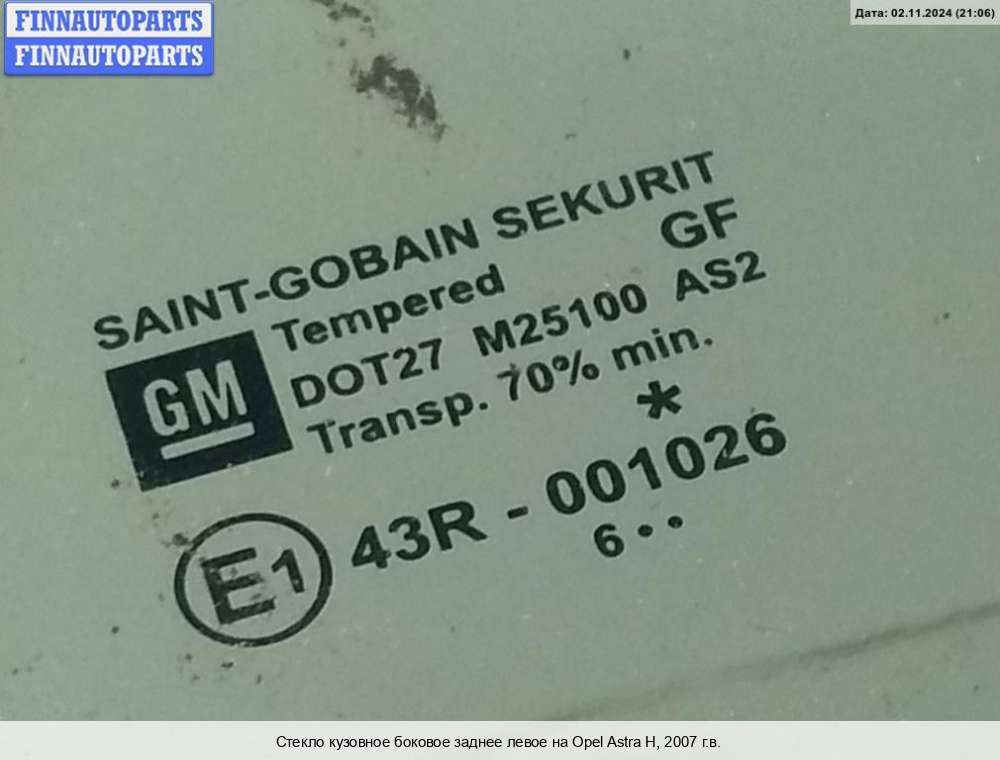 FINNAUTOPARTS
FINNAUTOPARTS
Дата: 02.11.2024 (21:06)
SAINT-GOBAIN SEKURIT
GM
Tempered GF
DOT27 M25100 AS2
Transp. 70% min.
*
E1 43R - 001026
6 • •
Стекло кузовное боковое заднее левое на Opel Astra H, 2007 г.в.